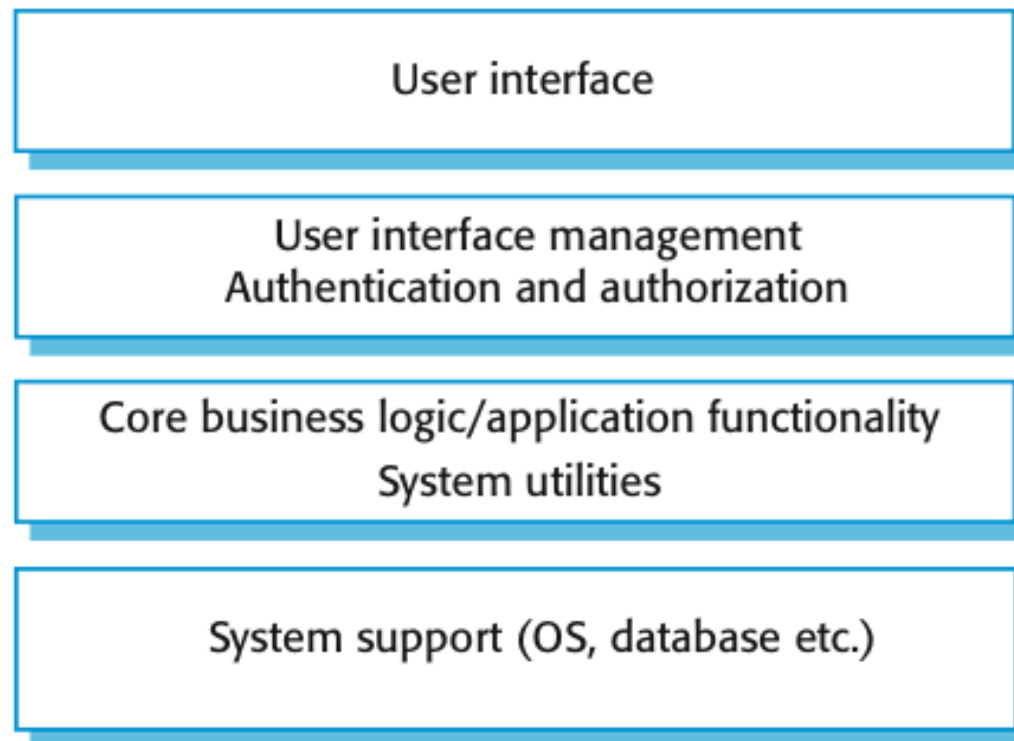 User interface
User interface management
Authentication and authorization
Core business logic/application functionality
System utilities
System support (OS, database etc.)